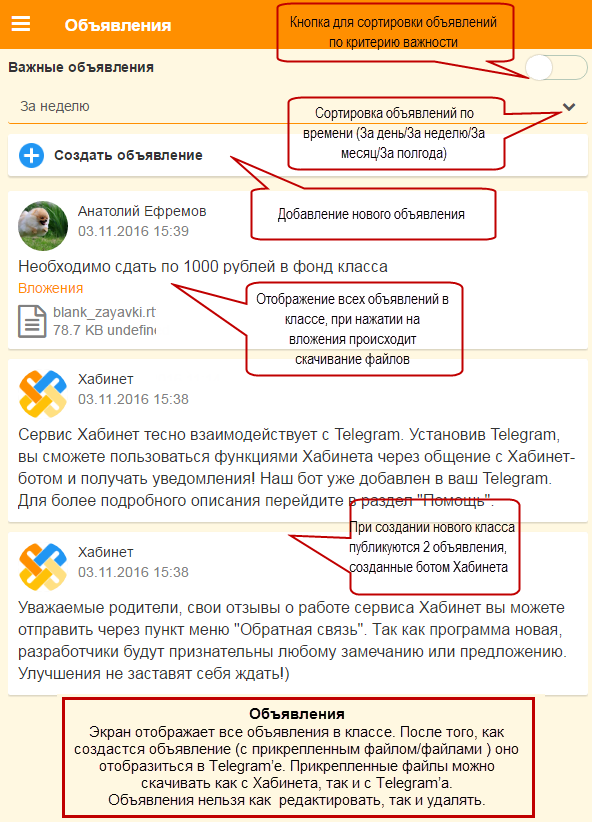 Объявления
Кнопка для сортировки объявлений
по критерию важности
Важные объявления
За неделю
Сортировка объявлений по
времени (За день/За неделю/За
месяц/За полгода)
Создать объявление
Добавление нового объявления
Анатолий Ефремов
03.11.2016 15:39
Необходимо сдать по 1000 рублей в фонд класса
Вложения
blank_zayavki.rt
78.7 KB undefine
Отображение всех объявлений в
классе, при нажатии на
вложения происходит
скачивание файлов
Хабинет
03.11.2016 15:38
Сервис Хабинет тесно взаимодействует с Telegram. Установив Telegram,
вы сможете пользоваться функциями Хабинета через общение с Хабинет-
ботом и получать уведомления! Наш бот уже добавлен в ваш Telegram.
Для более подробного описания перейдите в раздел "Помощь".
При создании нового класса
публикуются 2 объявления,
созданные ботом Хабинета
Хабинет
03.11.2016 15:38
Уважаемые родители, свои отзывы о работе сервиса Хабинет вы можете
отправить через пункт меню "Обратная связь". Так как программа новая,
разработчики будут признательны любому замечанию или предложению.
Улучшения не заставят себя ждать!)
Объявления
Экран отображает все объявления в классе. После того, как
создастся объявление (с прикрепленным файлом/файлами ) оно
отобразиться в Telegram'е. Прикрепленные файлы можно
скачивать как с Хабинета, так и с Telegram'а.
Объявления нельзя как редактировать, так и удалять.